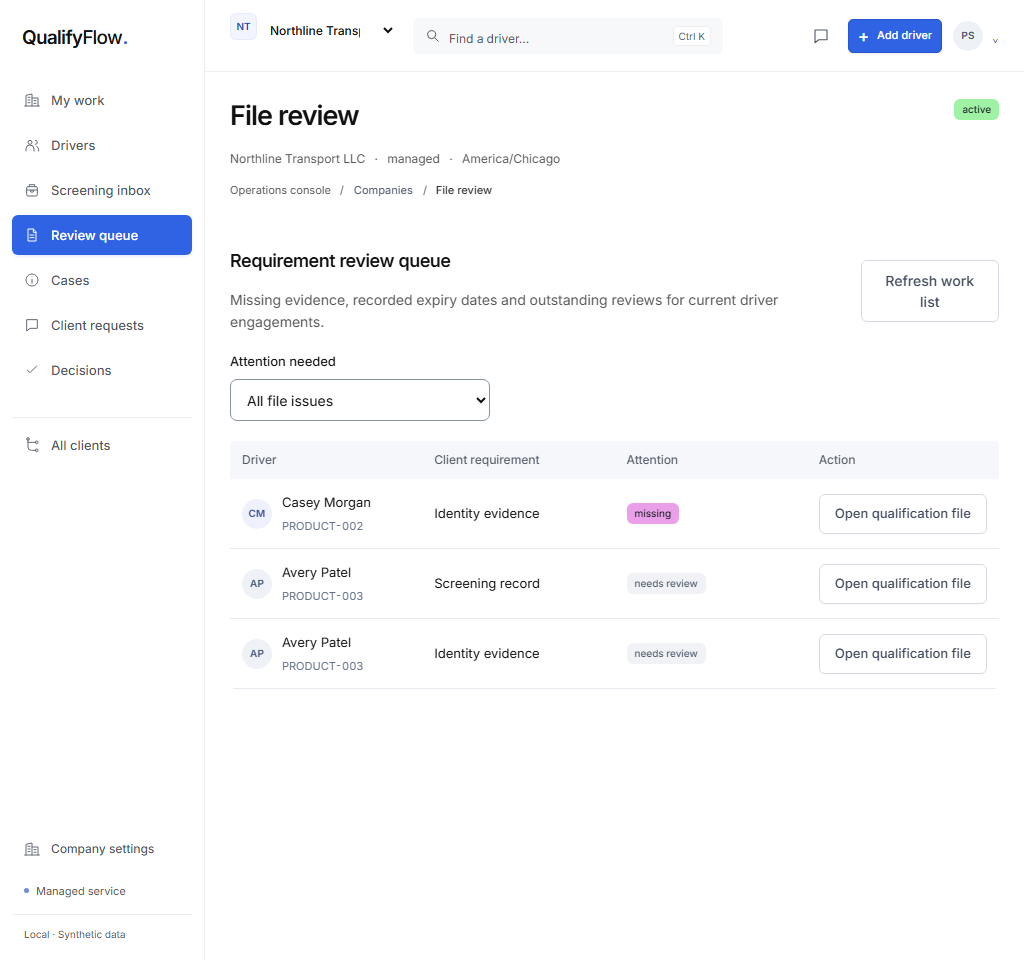 QualifyFlow.
NT
Northline Transp
Find a driver...
Ctrl K
+ Add driver
PS
My work
Drivers
Screening inbox
Review queue
Cases
Client requests
Decisions
All clients
Company settings
Managed service
Local · Synthetic data
File review
active
Northline Transport LLC · managed · America/Chicago
Operations console / Companies / File review
Requirement review queue
Missing evidence, recorded expiry dates and outstanding reviews for current driver
engagements.
Refresh work
list
Attention needed
All file issues
Driver Client requirement Attention Action
CM
Casey Morgan
PRODUCT-002
Identity evidence
missing
Open qualification file
AP
Avery Patel
PRODUCT-003
Screening record
needs review
Open qualification file
AP
Avery Patel
PRODUCT-003
Identity evidence
needs review
Open qualification file